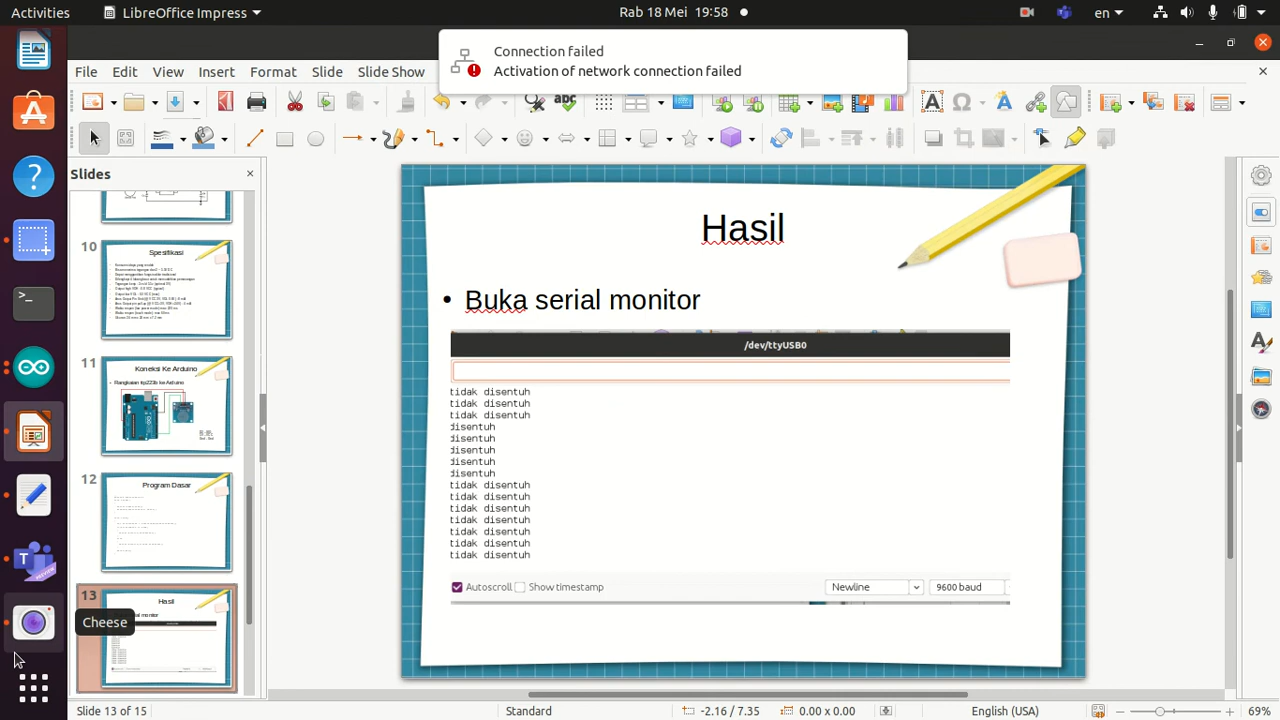 Activities
LibreOffice Impress
Rab 18 Mei 19:58
en
Connection failed
Activation of network connection failed
File Edit View Insert Format Slide Slide Show
Slides
10
Spesifikasi
11
Koneksi Ke Arduino
Rangkaian ttp223b ke Arduino
12
Program Dasar
13
Hasil
Cheese
Hasil
• Buka serial monitor
/dev/ttyUSB0
tidak disentuh
tidak disentuh
tidak disentuh
disentuh
disentuh
disentuh
disentuh
disentuh
tidak disentuh
tidak disentuh
tidak disentuh
tidak disentuh
tidak disentuh
tidak disentuh
tidak disentuh
Autoscroll Show timestamp
Newline
9600 baud
Slide 13 of 15
Standard
-2.16 / 7.35
0.00 x 0.00
English (USA)
69%